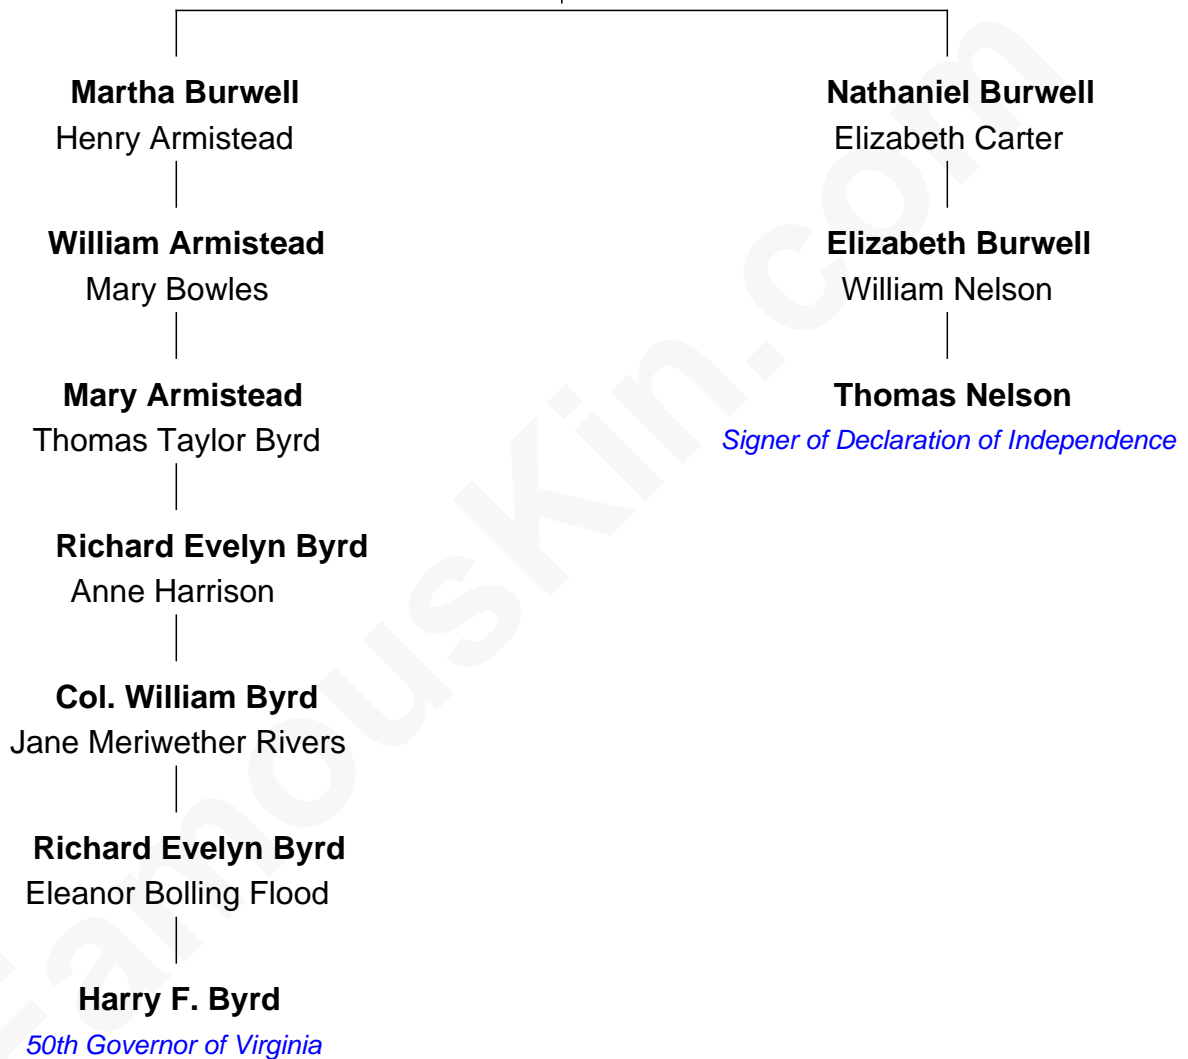 Martha Burwell
Henry Armistead
William Armistead
Mary Bowles
Mary Armistead
Thomas Taylor Byrd
Richard Evelyn Byrd
Anne Harrison
Col. William Byrd
Jane Meriwether Rivers
Richard Evelyn Byrd
Eleanor Bolling Flood
Harry F. Byrd
50th Governor of Virginia
Nathaniel Burwell
Elizabeth Carter
Elizabeth Burwell
William Nelson
Thomas Nelson
Signer of Declaration of Independence
FamousKin.com